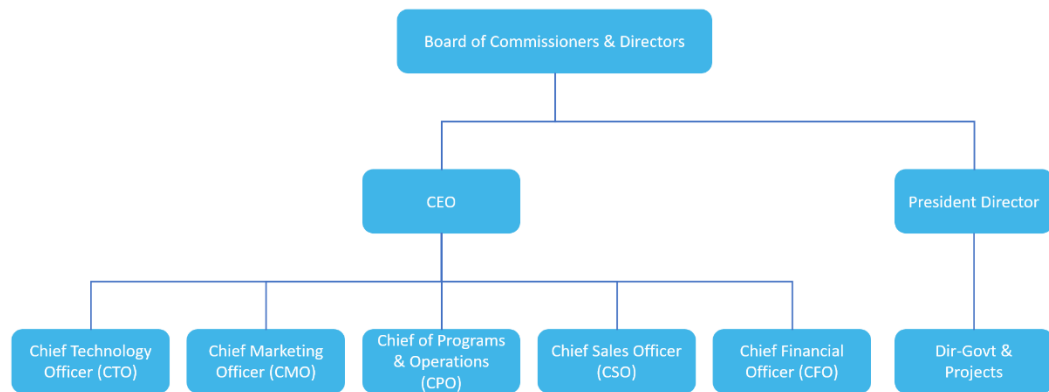 Board of Commissioners & Directors
CEO
President Director
Chief Technology
Officer (CTO)
Chief Marketing
Officer (CMO)
Chief of Programs
& Operations
(CPO)
Chief Sales Officer
(CSO)
Chief Financial
Officer (CFO)
Dir-Govt &
Projects